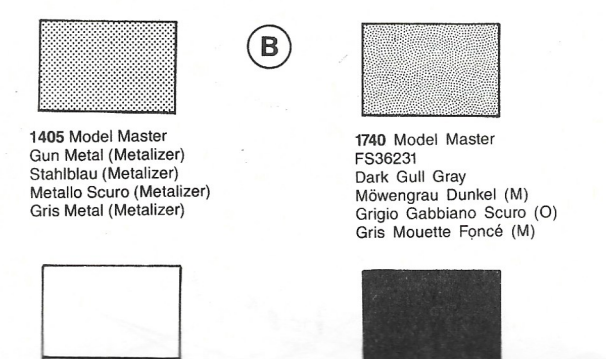 B
1405 Model Master
Gun Metal (Metalizer)
Stahlblau (Metalizer)
Metallo Scuro (Metalizer)
Gris Metal (Metalizer)
1740 Model Master
FS36231
Dark Gull Gray
Möwengrau Dunkel (M)
Grigio Gabbiano Scuro (O)
Gris Mouette Foncé (M)